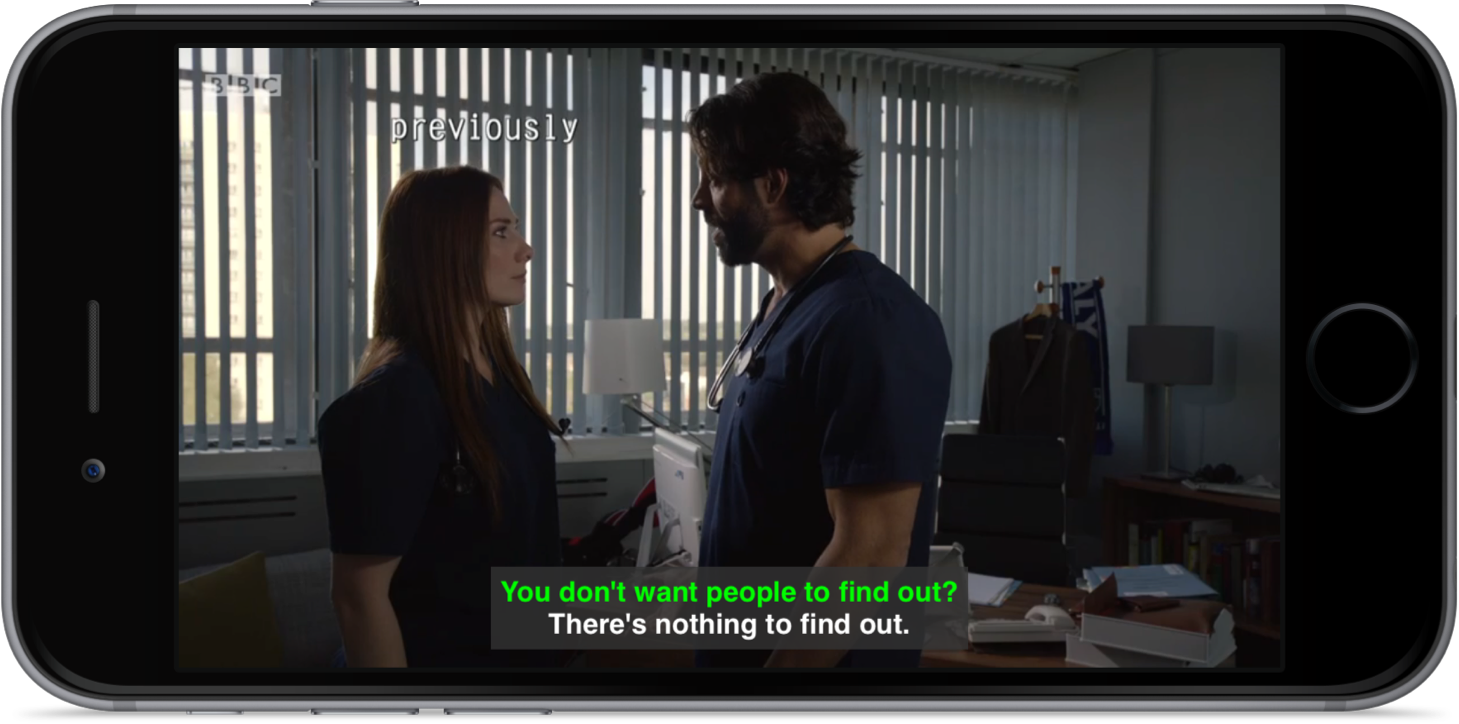 BBC
previously
You don't want people to find out?
There's nothing to find out.